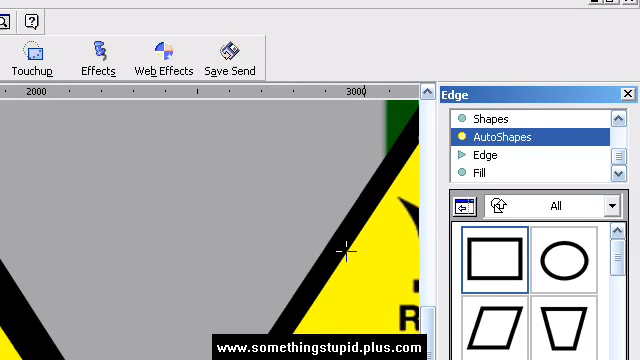 Touchup Effects Web Effects Save Send
2000 3000
Edge
Shapes
AutoShapes
Edge
Fill
All
R
www.somethingstupid.plus.com